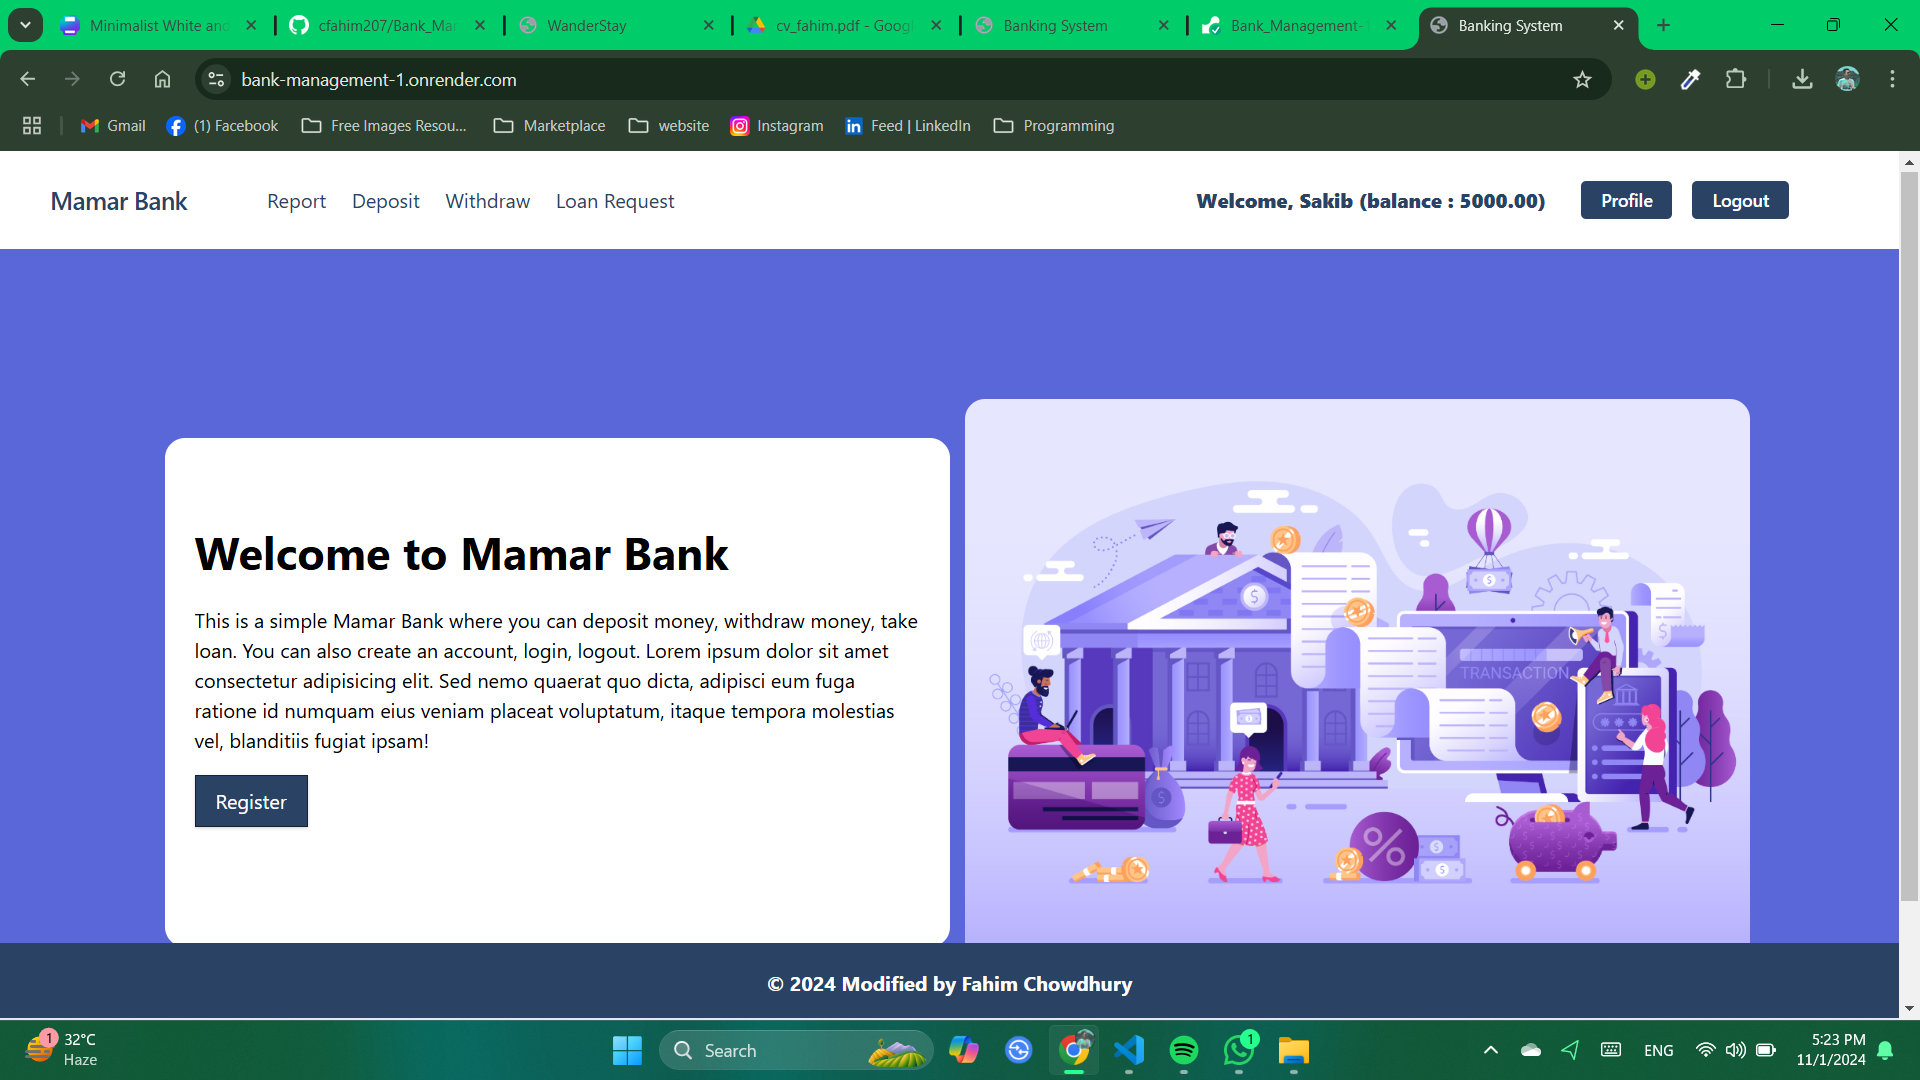 Minimalist White and
cfahim207/Bank_Mar
WanderStay
cv_fahim.pdf - Googl
Banking System
Bank_Management-1
Banking System
bank-management-1.onrender.com
Gmail
(1) Facebook
Free Images Resou...
Marketplace
website
Instagram
Feed | LinkedIn
Programming
Mamar Bank
Report
Deposit
Withdraw
Loan Request
Welcome, Sakib (balance : 5000.00)
Profile
Logout
Welcome to Mamar Bank
This is a simple Mamar Bank where you can deposit money, withdraw money, take
loan. You can also create an account, login, logout. Lorem ipsum dolor sit amet
consectetur adipisicing elit. Sed nemo quaerat quo dicta, adipisci eum fuga
ratione id numquam eius veniam placeat voluptatum, itaque tempora molestias
vel, blanditiis fugiat ipsam!
Register
TRANSACTION
© 2024 Modified by Fahim Chowdhury
1
32°C
Haze
Search
1
ENG
5:23 PM
11/1/2024